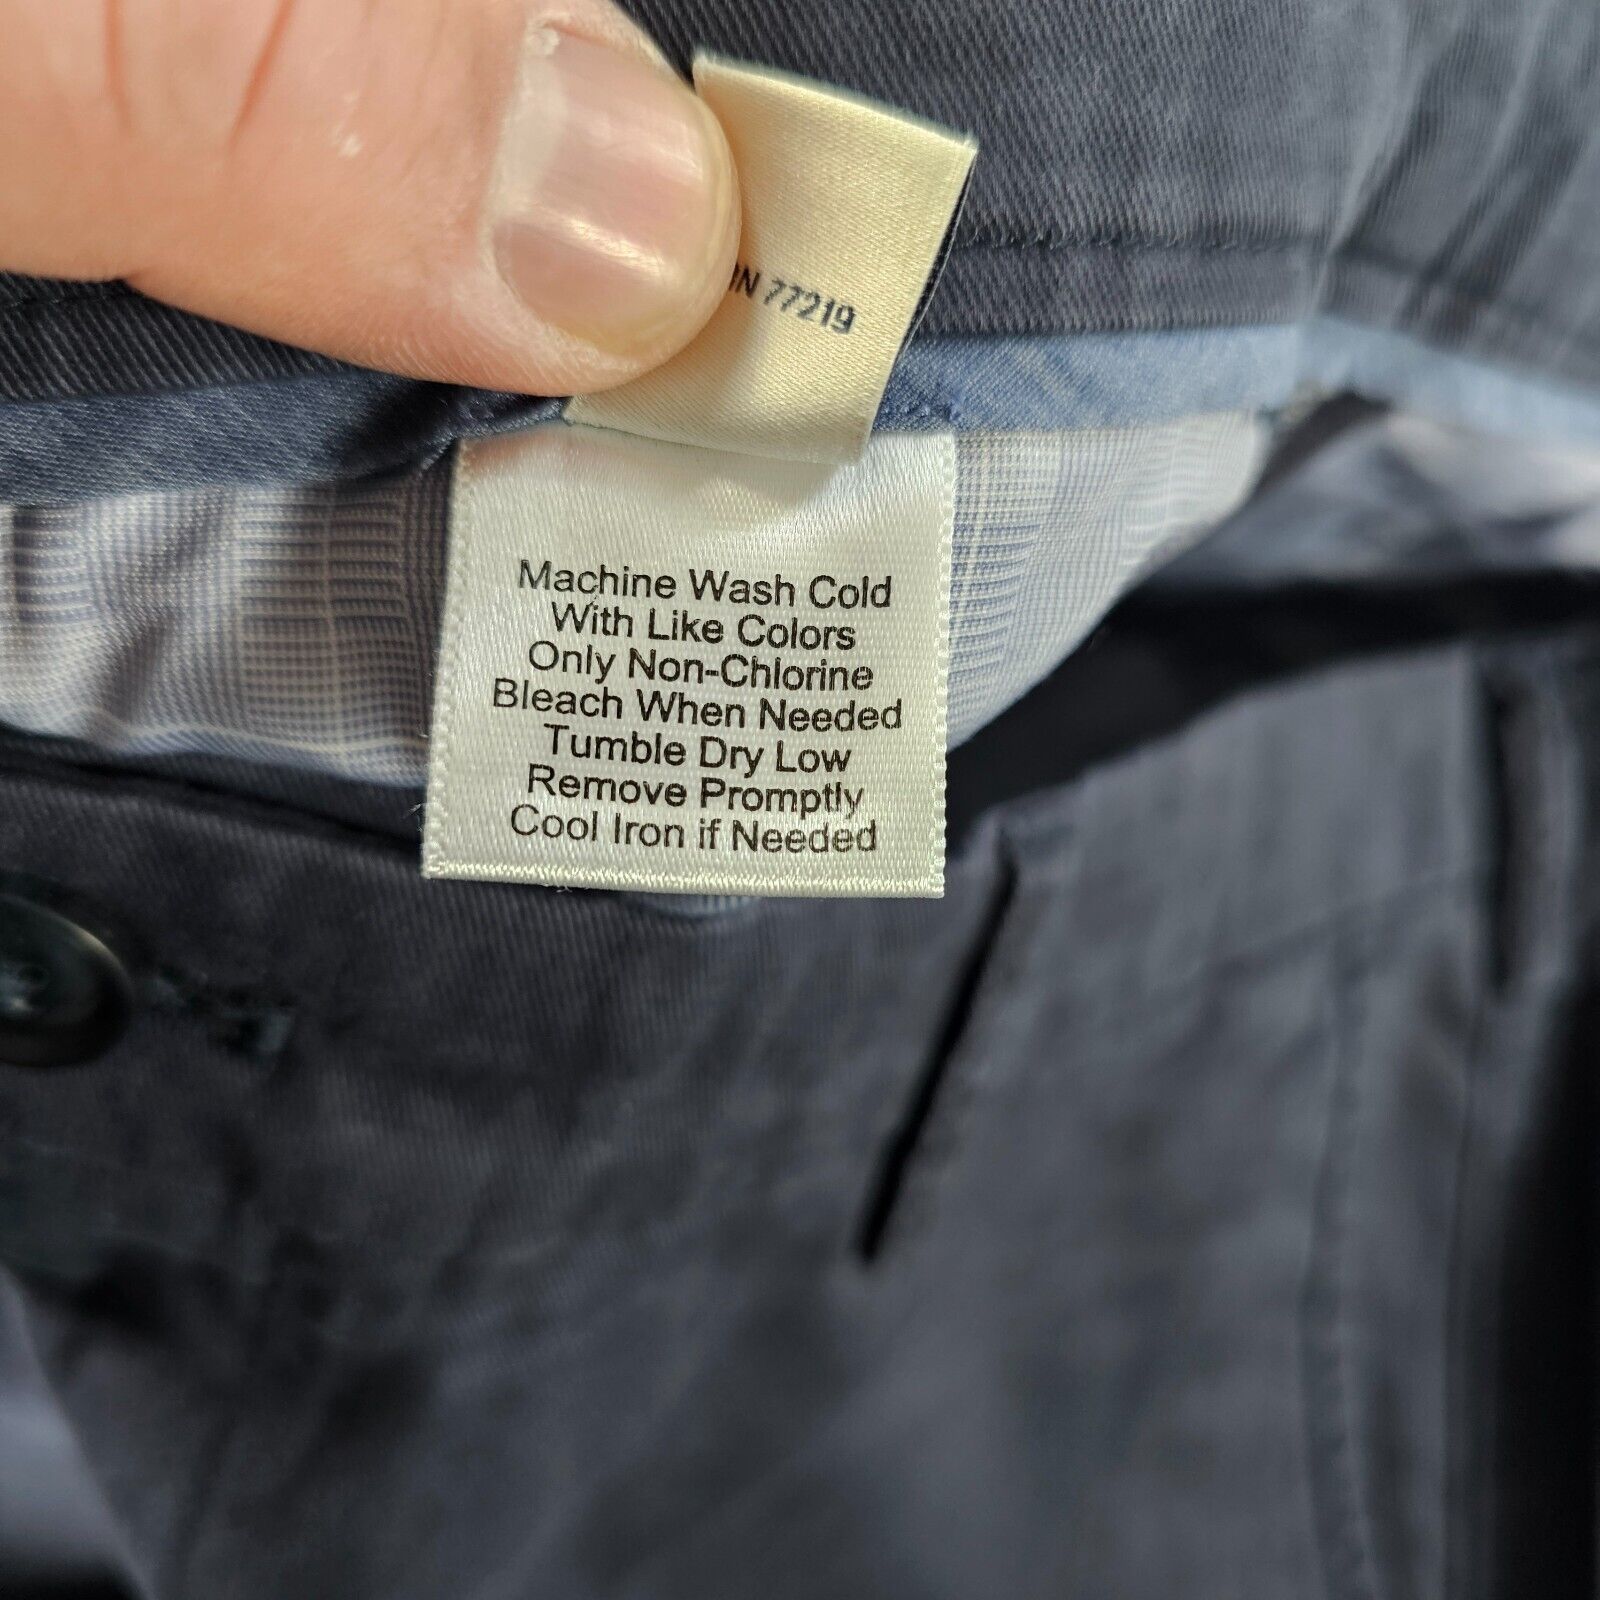 77219
Machine Wash Cold
With Like Colors
Only Non-Chlorine
Bleach When Needed
Tumble Dry Low
Remove Promptly
Cool Iron if Needed